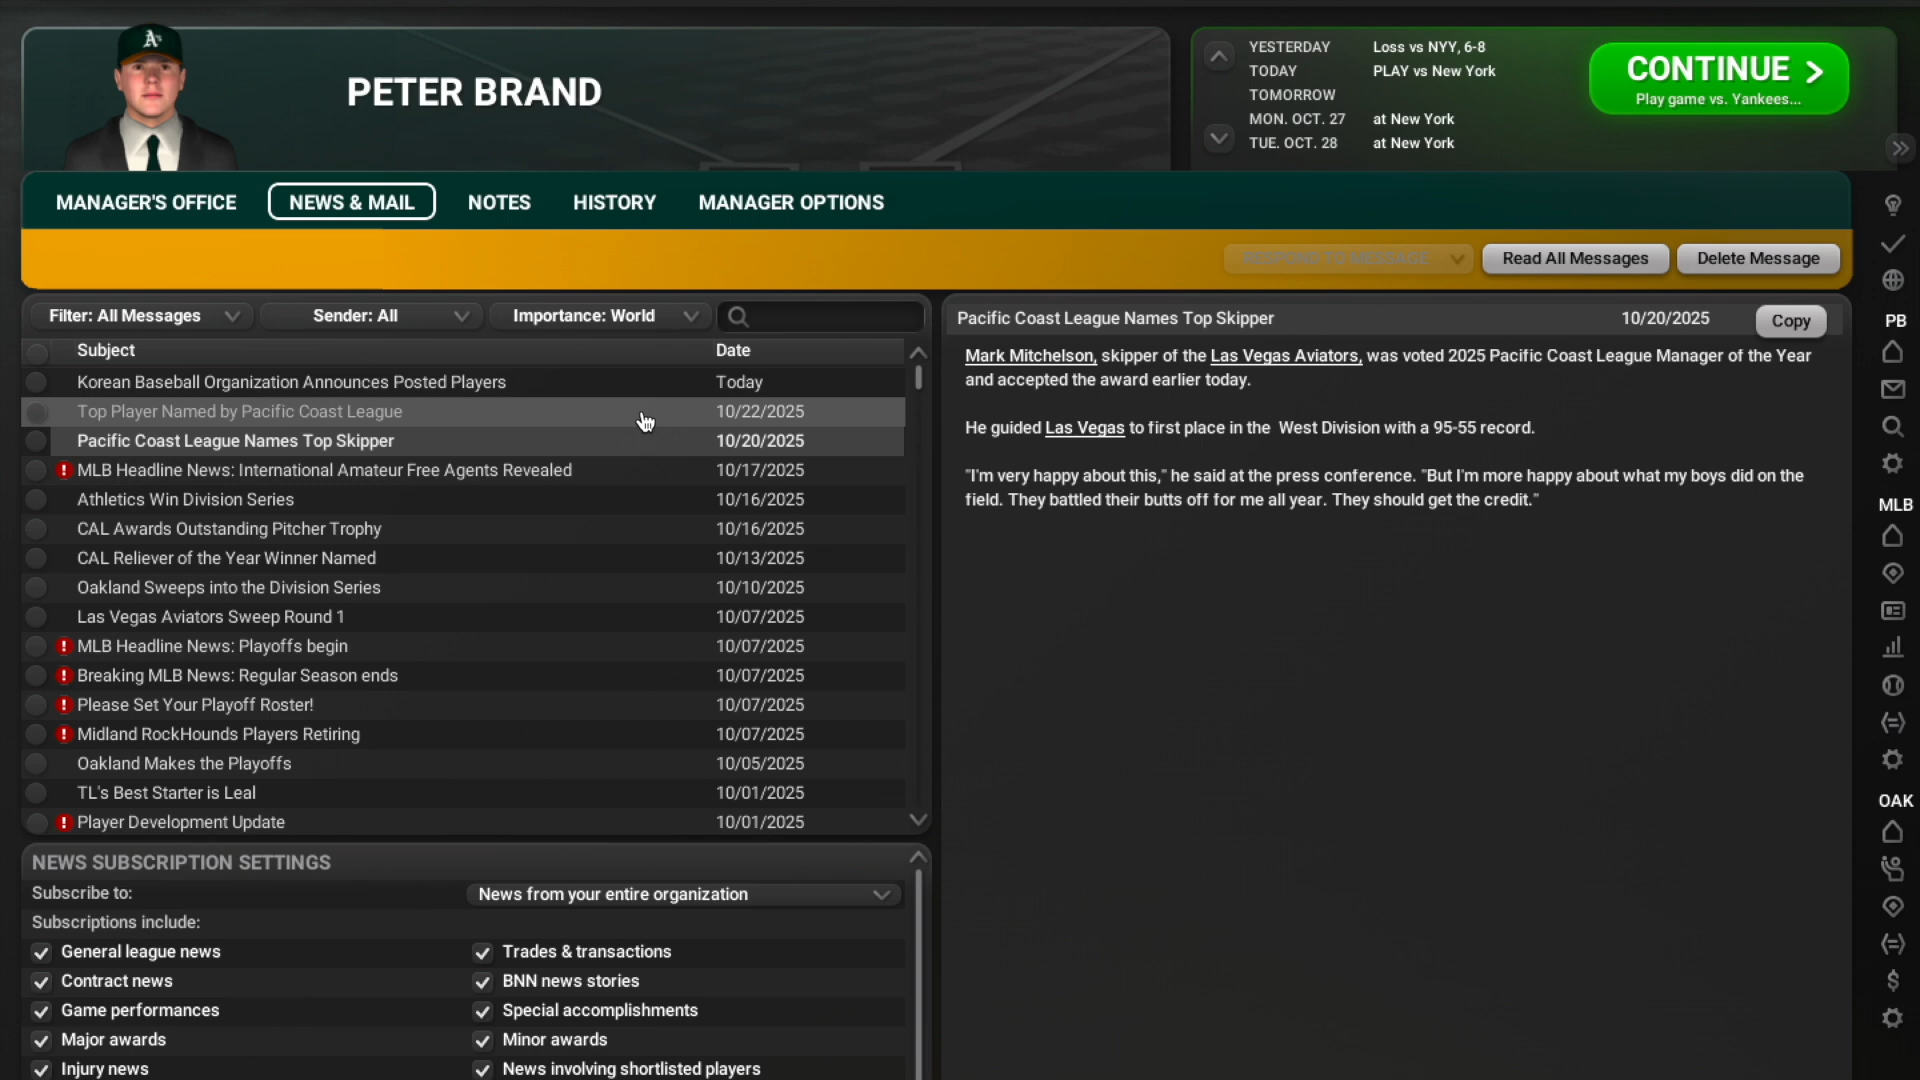 PETER BRAND
YESTERDAY Loss vs NYY, 6-8
TODAY PLAY vs New York
TOMORROW
MON. OCT. 27 at New York
TUE. OCT. 28 at New York
CONTINUE
Play game vs. Yankees...
MANAGER'S OFFICE NEWS & MAIL NOTES HISTORY MANAGER OPTIONS
RESPOND TO MESSAGE Read All Messages Delete Message
Filter: All Messages Sender: All Importance: World
Subject Date
Korean Baseball Organization Announces Posted Players Today
Top Player Named by Pacific Coast League 10/22/2025
Pacific Coast League Names Top Skipper 10/20/2025
MLB Headline News: International Amateur Free Agents Revealed 10/17/2025
Athletics Win Division Series 10/16/2025
CAL Awards Outstanding Pitcher Trophy 10/16/2025
CAL Reliever of the Year Winner Named 10/13/2025
Oakland Sweeps into the Division Series 10/10/2025
Las Vegas Aviators Sweep Round 1 10/07/2025
MLB Headline News: Playoffs begin 10/07/2025
Breaking MLB News: Regular Season ends 10/07/2025
Please Set Your Playoff Roster! 10/07/2025
Midland RockHounds Players Retiring 10/07/2025
Oakland Makes the Playoffs 10/05/2025
TL's Best Starter is Leal 10/01/2025
Player Development Update 10/01/2025
NEWS SUBSCRIPTION SETTINGS
Subscribe to: News from your entire organization
Subscriptions include:
General league news Trades & transactions
Contract news BNN news stories
Game performances Special accomplishments
Major awards Minor awards
Injury news News involving shortlisted players
Pacific Coast League Names Top Skipper 10/20/2025 Copy
Mark Mitchelson, skipper of the Las Vegas Aviators, was voted 2025 Pacific Coast League Manager of the Year
and accepted the award earlier today.
He guided Las Vegas to first place in the West Division with a 95-55 record.
"I'm very happy about this," he said at the press conference. "But I'm more happy about what my boys did on the
field. They battled their butts off for me all year. They should get the credit."
PB
MLB
OAK
A's